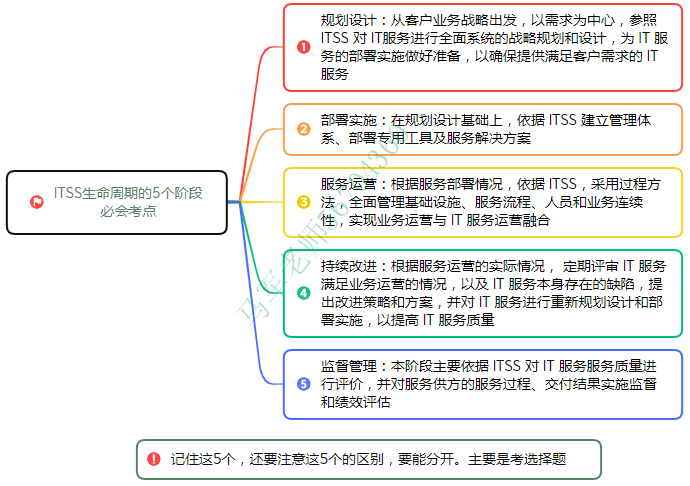 规划设计：从客户业务战略出发，以需求为中心，参照
ITSS 对 IT服务进行全面系统的战略规划和设计，为 IT 服
务的部署实施做好准备，以确保提供满足客户需求的 IT
服务
部署实施：在规划设计基础上，依据 ITSS 建立管理体
系、部署专用工具及服务解决方案
ITSS生命周期的5个阶段
必会考点
服务运营：根据服务部署情况，依据 ITSS，采用过程方
法，全面管理基础设施、服务流程、人员和业务连续
性，实现业务运营与 IT 服务运营融合
持续改进：根据服务运营的实际情况， 定期评审 IT 服务
满足业务运营的情况，以及 IT 服务本身存在的缺陷，提
出改进策略和方案，并对 IT 服务进行重新规划设计和部
署实施，以提高 IT 服务质量
监督管理：本阶段主要依据 ITSS 对 IT 服务服务质量进
行评价，并对服务供方的服务过程、交付结果实施监督
和绩效评估
记住这5个，还要注意这5个的区别，要能分开。主要是考选择题